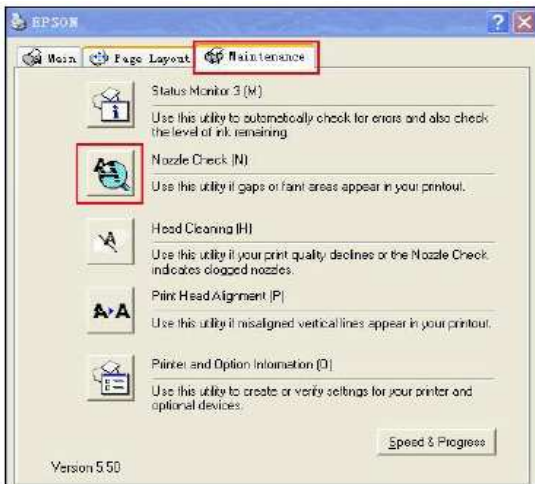 EPSON
Main Page Layout Maintenance
Status Monitor 3 (M)
Use this utility to automatically check for errors and also check
the level of ink remaining.
Nozzle Check (N)
Use this utility if gaps or faint areas appear in your printout.
Head Cleaning (H)
Use this utility if your print quality declines or the Nozzle Check
indicates clogged nozzles.
Print Head Alignment (P)
Use this utility if misaligned vertical lines appear in your printout.
Printer and Option Information (O)
Use this utility to create or verify settings for your printer and
optional devices.
Speed & Progress
Version 5.50